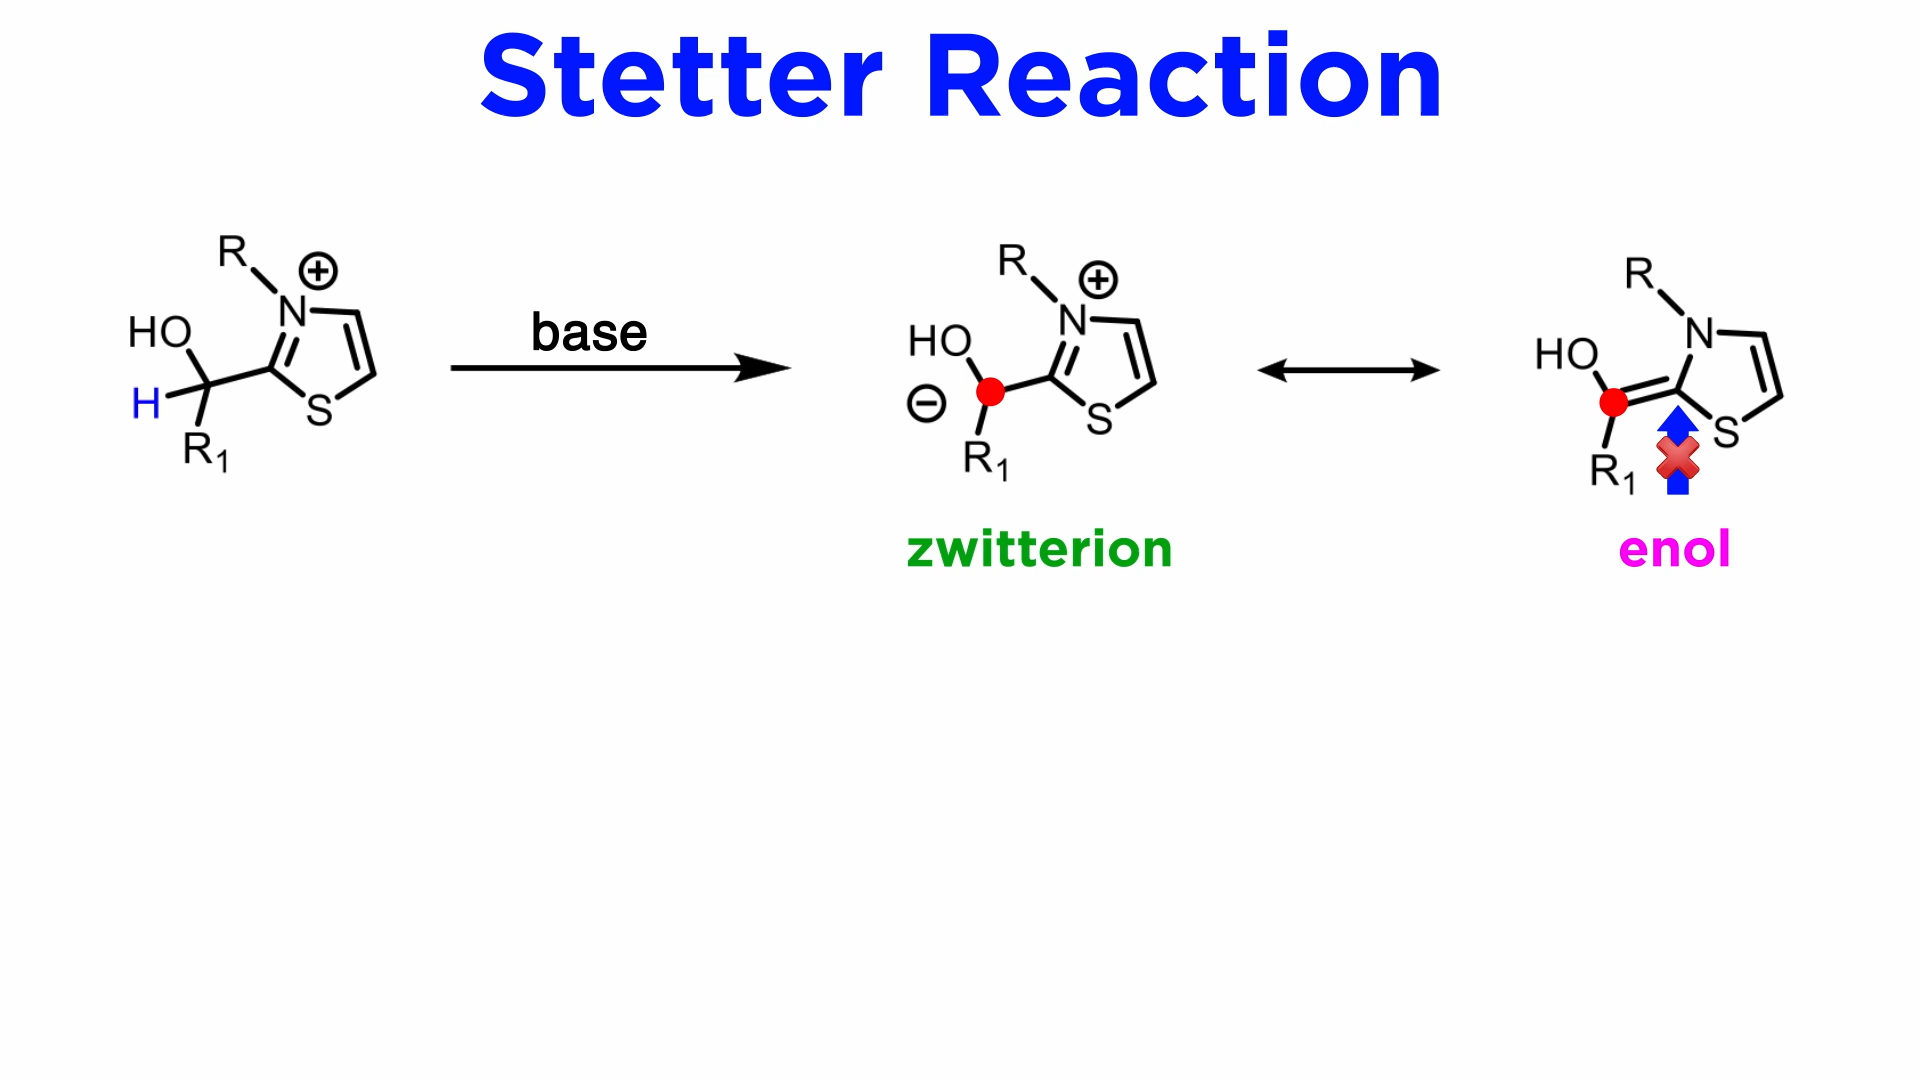 Stetter Reaction
R
⊕
N
HO
H
S
R1
base
R
⊕
N
HO
⊖
S
R1
zwitterion
R
N
HO
S
R1
enol